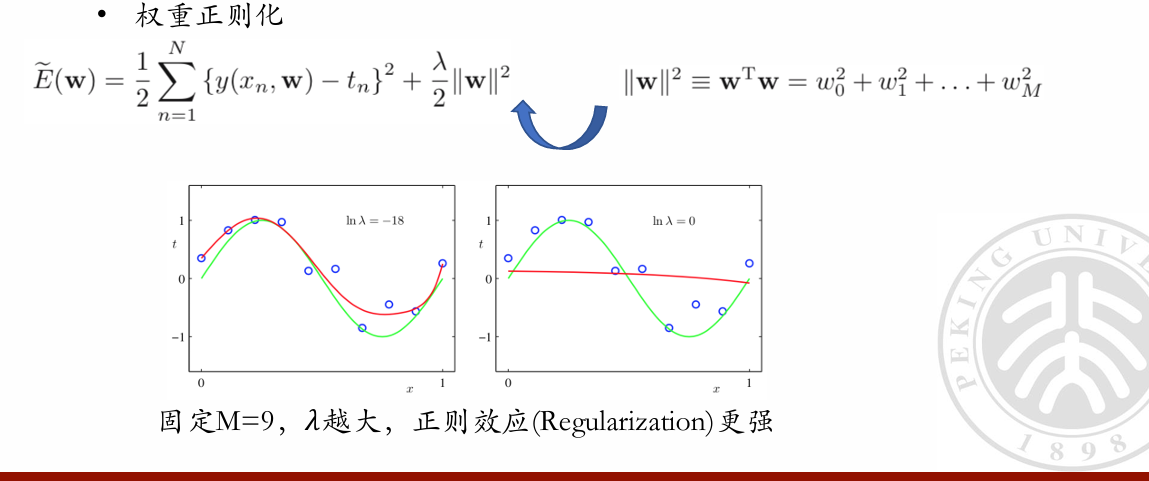 • 权重正则化
$\widetilde{E}(\mathbf{w}) = \frac{1}{2}\sum_{n=1}^{N}\{y(x_n, \mathbf{w}) - t_n\}^2 + \frac{\lambda}{2}\|\mathbf{w}\|^2$
$\|\mathbf{w}\|^2 \equiv \mathbf{w}^{\mathrm{T}}\mathbf{w} = w_0^2 + w_1^2 + \ldots + w_M^2$
ln λ = −18
1
t
0
−1
0
x
1
ln λ = 0
1
t
0
−1
0
x
1
固定M=9，λ越大，正则效应(Regularization)更强
PEKING UNIV
1898